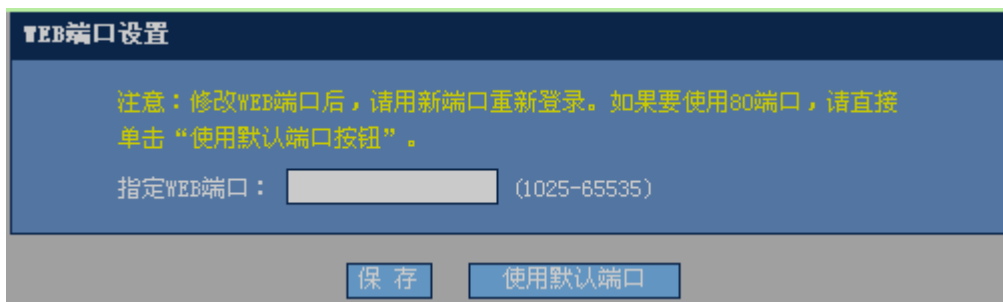 WEB端口设置
注意：修改WEB端口后，请用新端口重新登录。如果要使用80端口，请直接
单击“使用默认端口按钮”。
指定WEB端口： (1025-65535)
保 存 使用默认端口